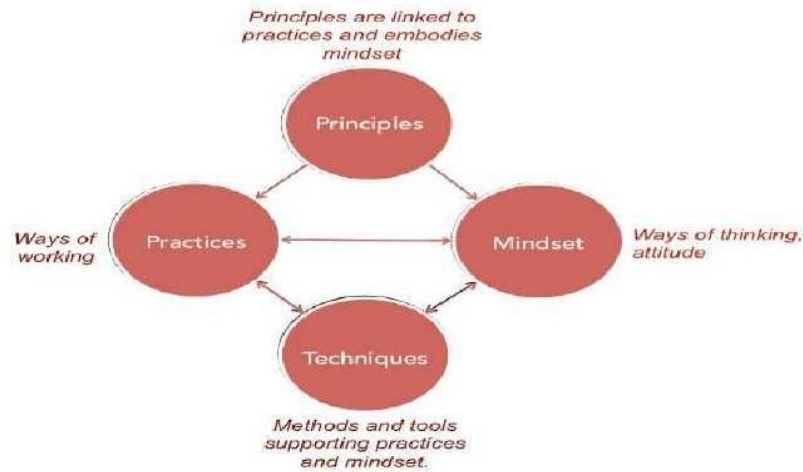 Principles are linked to
practices and embodies
mindset
Principles
Ways of
working
Practices
Mindset
Ways of thinking,
attitude
Techniques
Methods and tools
supporting practices
and mindset.